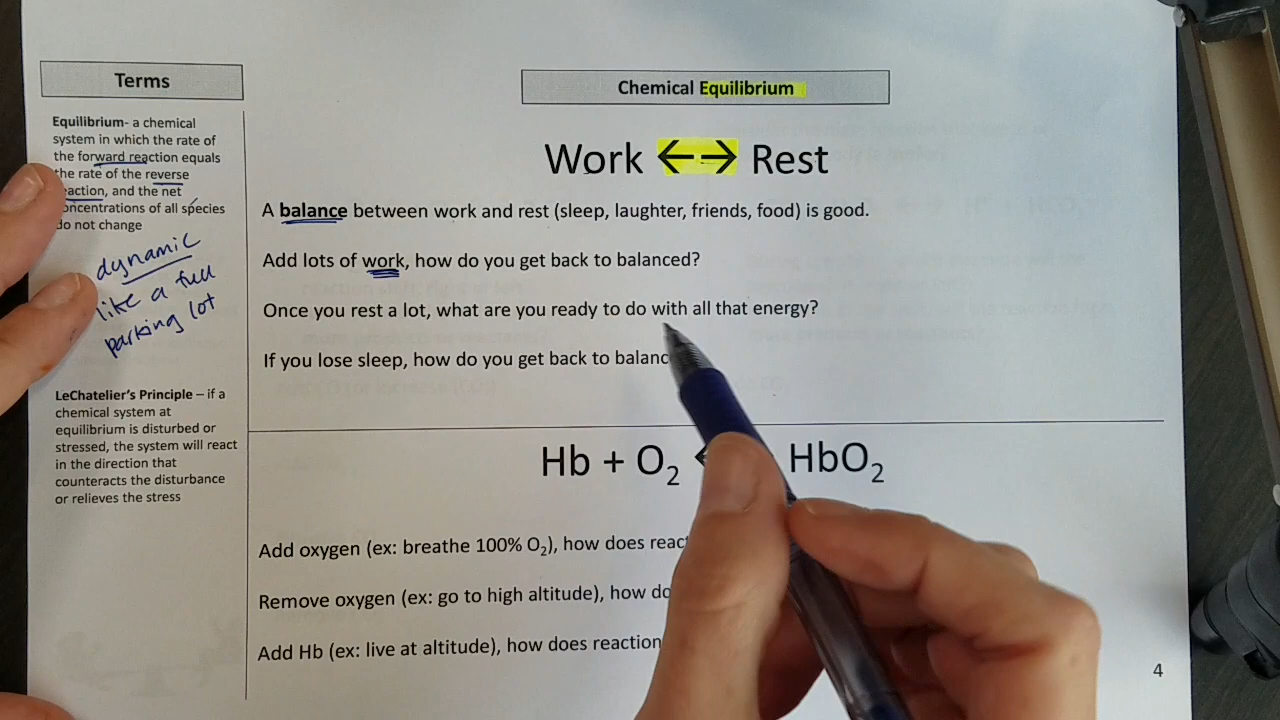 Terms
Equilibrium- a chemical
system in which the rate of
the forward reaction equals
the rate of the reverse
eaction, and the net
oncentrations of all species
do not change
dynamic
like a full
parking lot
LeChatelier's Principle – if a
chemical system at
equilibrium is disturbed or
stressed, the system will react
in the direction that
counteracts the disturbance
or relieves the stress
Chemical Equilibrium
Work ←→ Rest
A balance between work and rest (sleep, laughter, friends, food) is good.
Add lots of work, how do you get back to balanced?
Once you rest a lot, what are you ready to do with all that energy?
If you lose sleep, how do you get back to balanc
Hb + O₂ ← HbO₂
Add oxygen (ex: breathe 100% O₂), how does reac
Remove oxygen (ex: go to high altitude), how do
Add Hb (ex: live at altitude), how does reaction
4